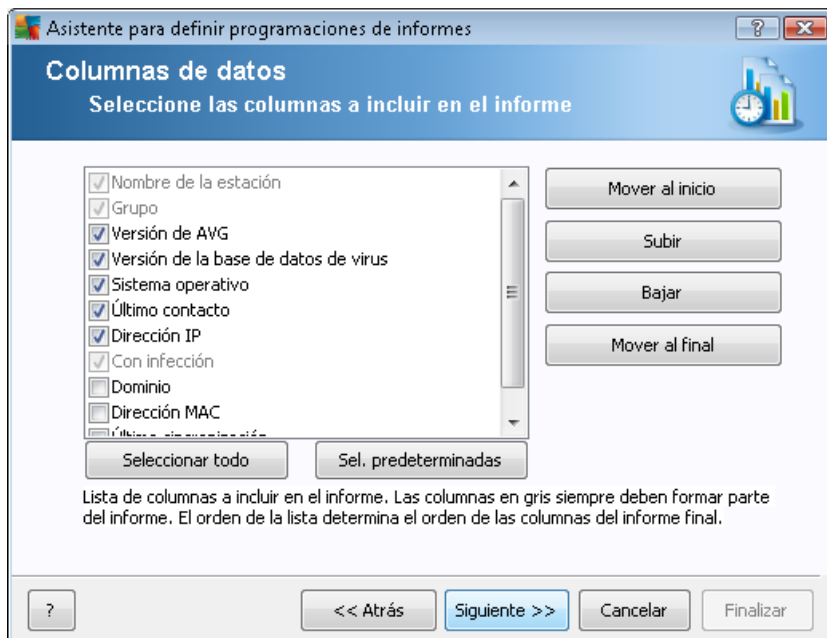 Asistente para definir programaciones de informes
Columnas de datos
Seleccione las columnas a incluir en el informe
Nombre de la estación
Grupo
Versión de AVG
Versión de la base de datos de virus
Sistema operativo
Último contacto
Dirección IP
Con infección
Dominio
Dirección MAC
Mover al inicio
Subir
Bajar
Mover al final
Seleccionar todo
Sel. predeterminadas
Lista de columnas a incluir en el informe. Las columnas en gris siempre deben formar parte
del informe. El orden de la lista determina el orden de las columnas del informe final.
?
<< Atrás
Siguiente >>
Cancelar
Finalizar